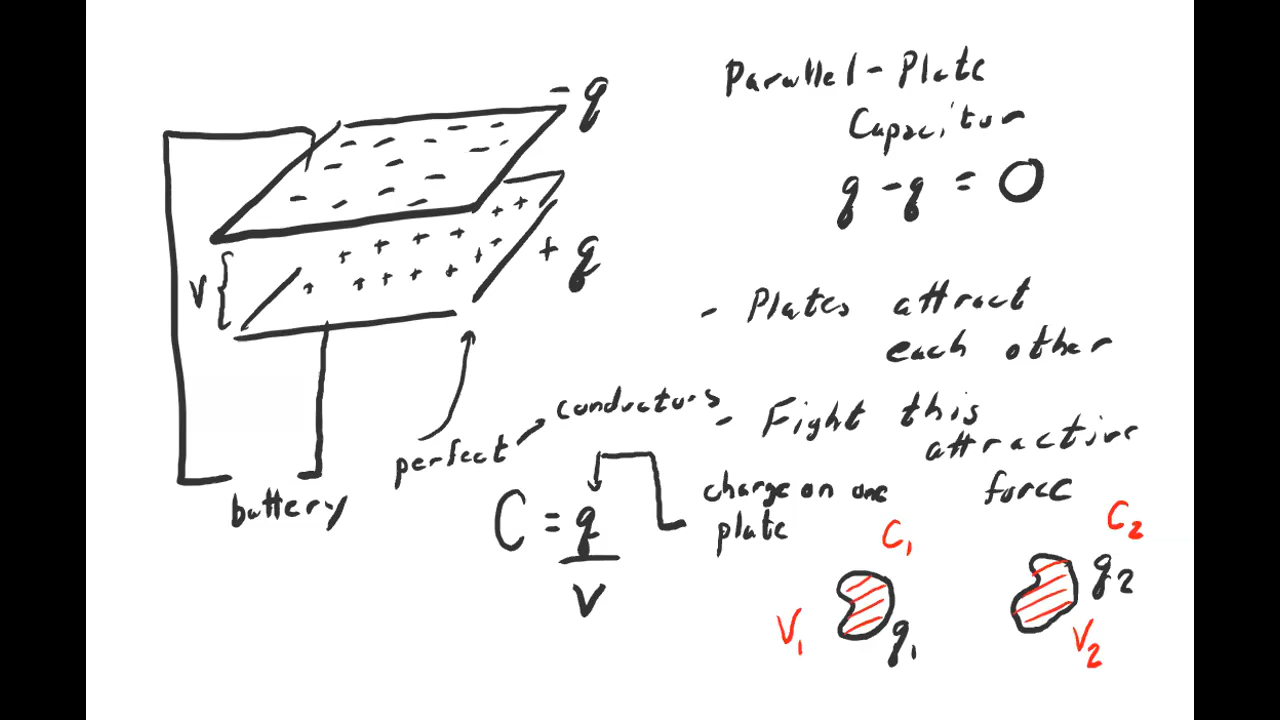 Parallel-Plate
Capacitor
q - q = 0
- q
+ q
V
- Plates attract
each other
- Fight this
attractive
force
perfect conductors
battery
C = q
V
charge on one
plate
C1
C2
V1
q1
q2
V2